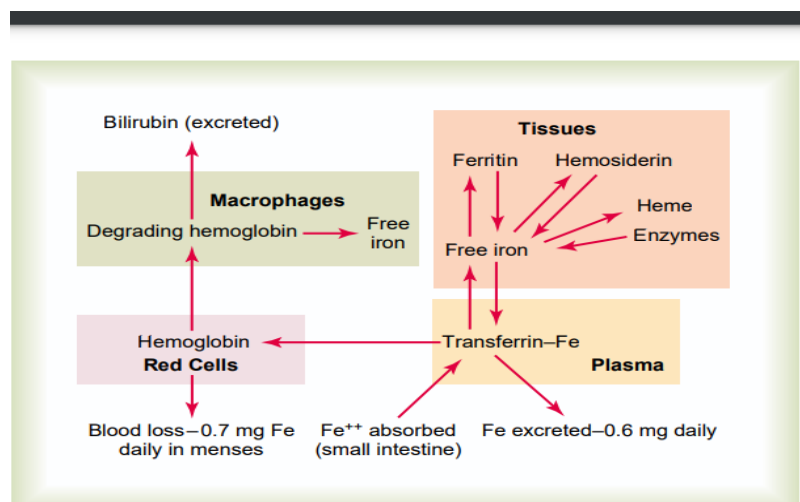 Bilirubin (excreted)
Tissues
Ferritin
Hemosiderin
Macrophages
Heme
Degrading hemoglobin
Free
iron
Enzymes
Free iron
Hemoglobin
Red Cells
Transferrin–Fe
Plasma
Blood loss–0.7 mg Fe
daily in menses
Fe++ absorbed
(small intestine)
Fe excreted–0.6 mg daily